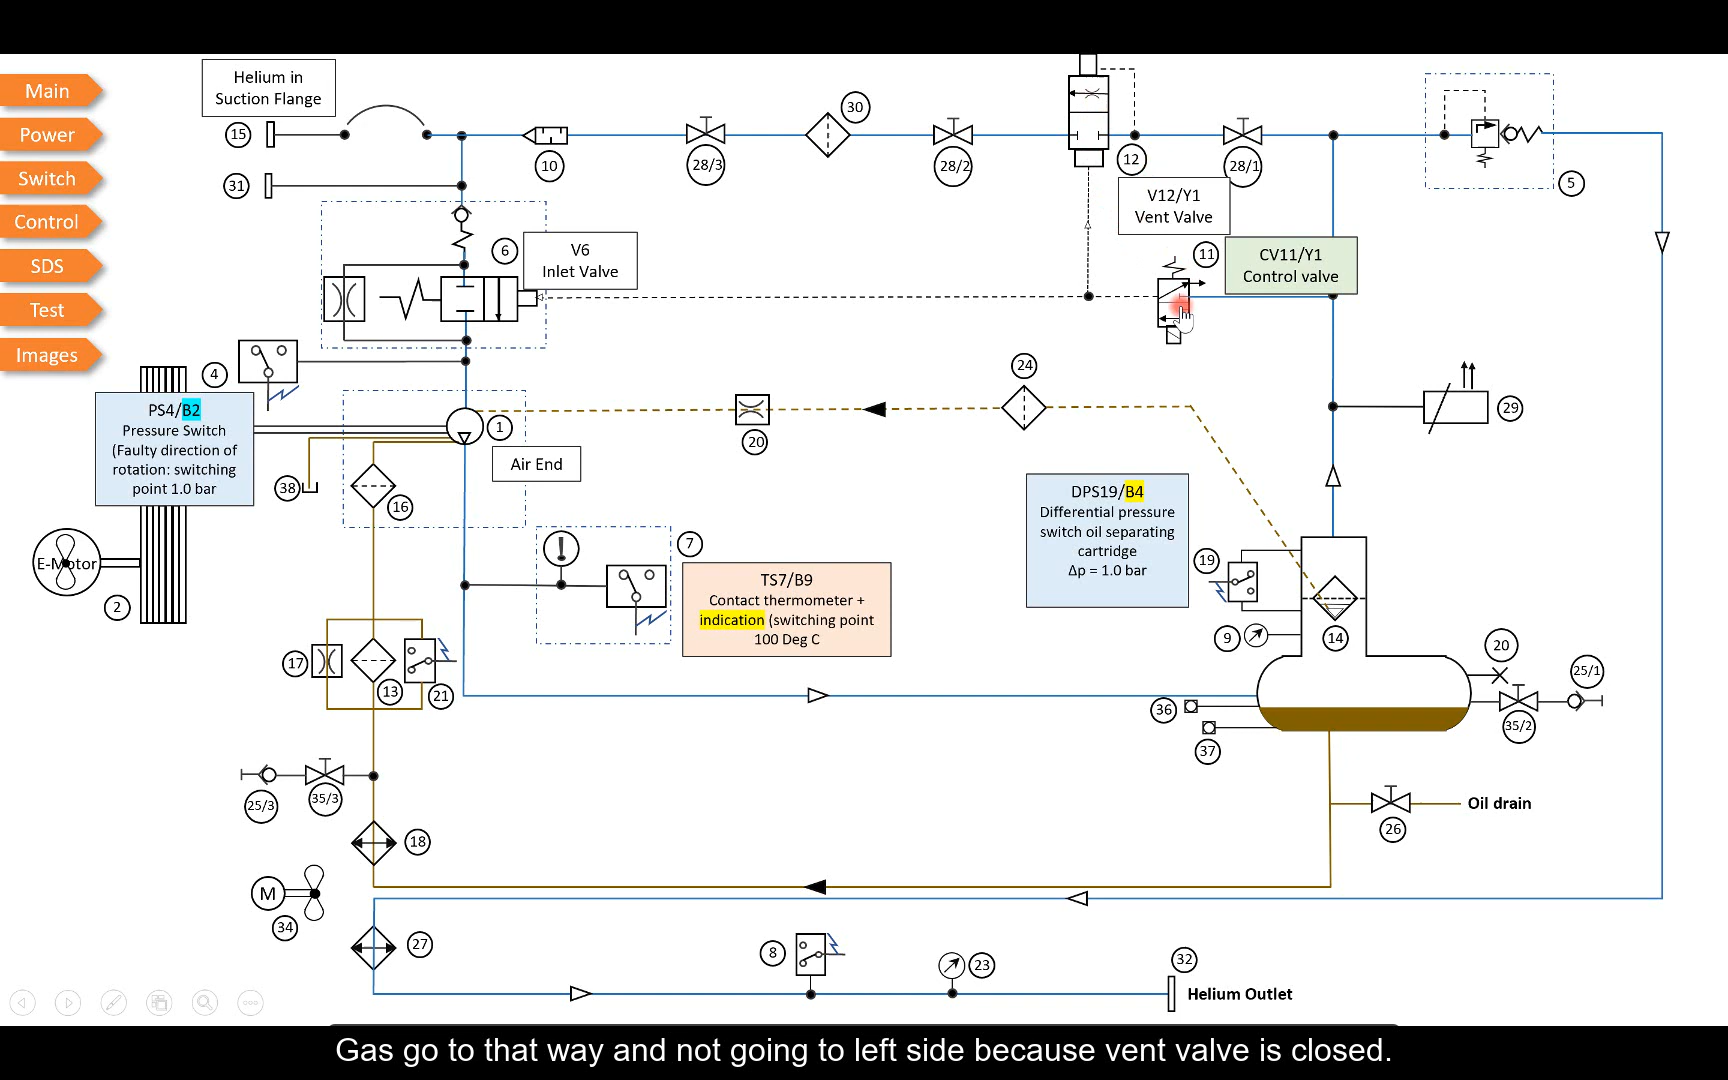 Main
Power
Switch
Control
SDS
Test
Images
Helium in
Suction Flange
15
31
10
28/3
30
28/2
12
28/1
5
V12/Y1
Vent Valve
6
V6
Inlet Valve
11
CV11/Y1
Control valve
4
PS4/B2
Pressure Switch
(Faulty direction of
rotation: switching
point 1.0 bar
1
Air End
20
24
29
38
16
E-Motor
2
7
TS7/B9
Contact thermometer +
indication (switching point
100 Deg C
DPS19/B4
Differential pressure
switch oil separating
cartridge
Δp = 1.0 bar
19
9
14
20
25/1
35/2
36
37
17
13
21
25/3
35/3
18
M
34
27
26
Oil drain
8
23
32
Helium Outlet
Gas go to that way and not going to left side because vent valve is closed.